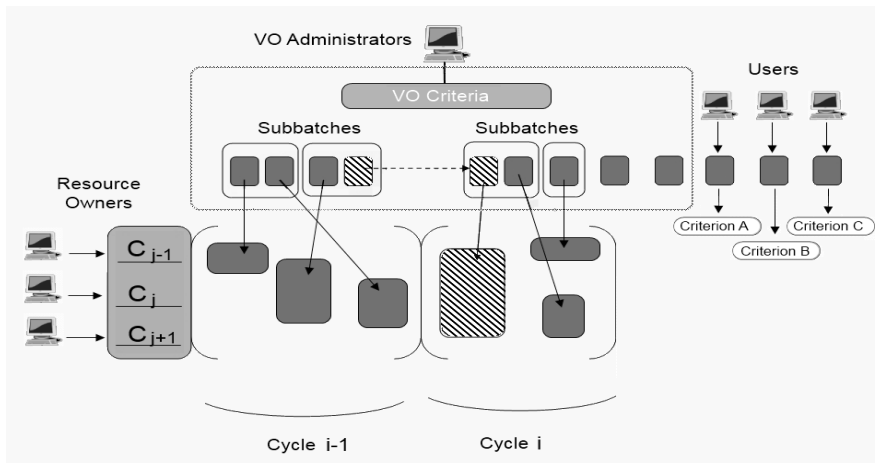 VO Administrators
VO Criteria
Users
Subbatches
Subbatches
Resource
Owners
C j-1
C j
C j+1
Criterion A
Criterion C
Criterion B
Cycle i-1
Cycle i